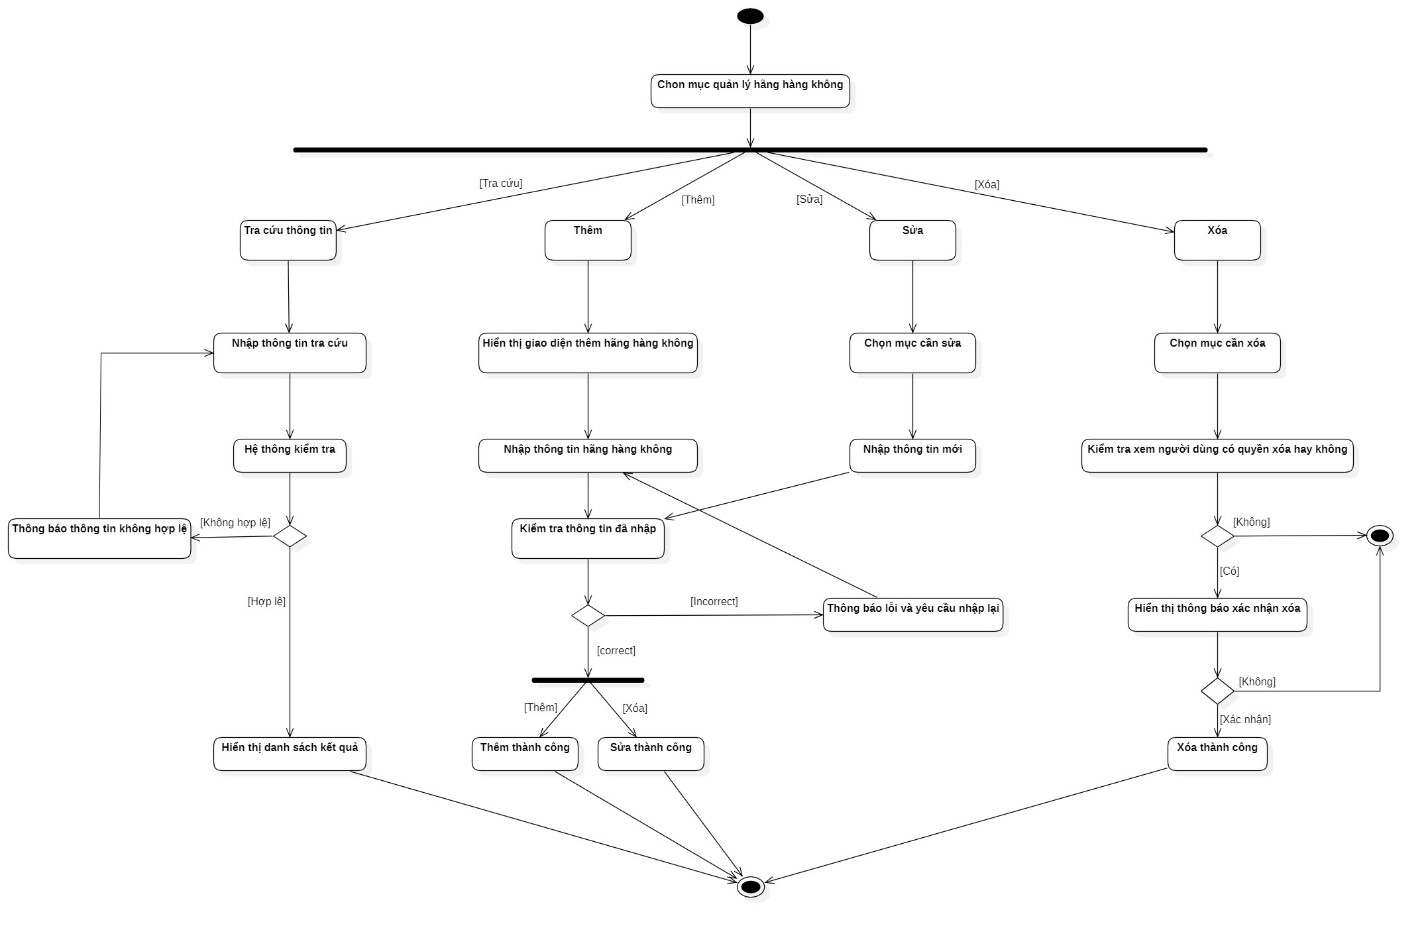 Chon mục quản lý hãng hàng không
[Tra cứu]
[Thêm]
[Sửa]
[Xóa]
Tra cứu thông tin
Thêm
Sửa
Xóa
Nhập thông tin tra cứu
Hiển thị giao diện thêm hãng hàng không
Chọn mục cần sửa
Chọn mục cần xóa
Hệ thông kiểm tra
Nhập thông tin hãng hàng không
Nhập thông tin mới
Kiểm tra xem người dùng có quyền xóa hay không
Thông báo thông tin không hợp lệ
[Không hợp lệ]
Kiểm tra thông tin đã nhập
[Không]
[Có]
[Hợp lệ]
[Incorrect]
Thông báo lỗi và yêu cầu nhập lại
Hiển thị thông báo xác nhận xóa
[correct]
[Không]
[Thêm]
[Xóa]
[Xác nhận]
Hiển thị danh sách kết quả
Thêm thành công
Sửa thành công
Xóa thành công